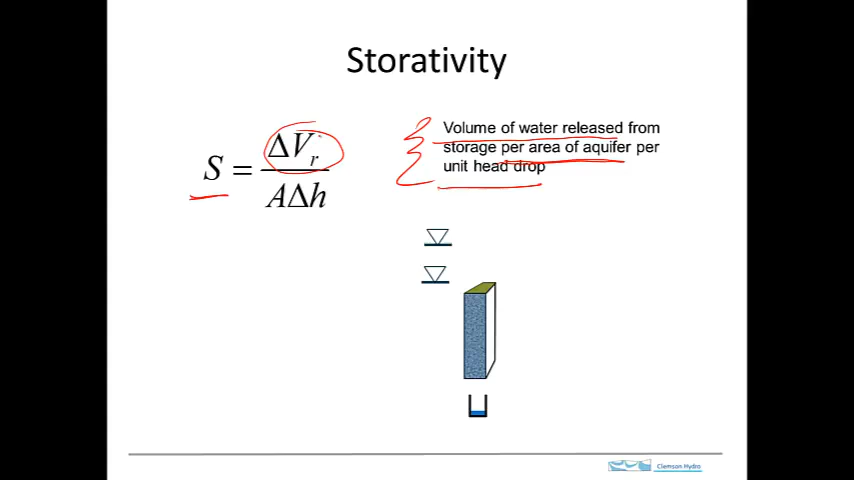 Storativity
S = ΔVr / AΔh
Volume of water released from
storage per area of aquifer per
unit head drop
Clemson Hydro